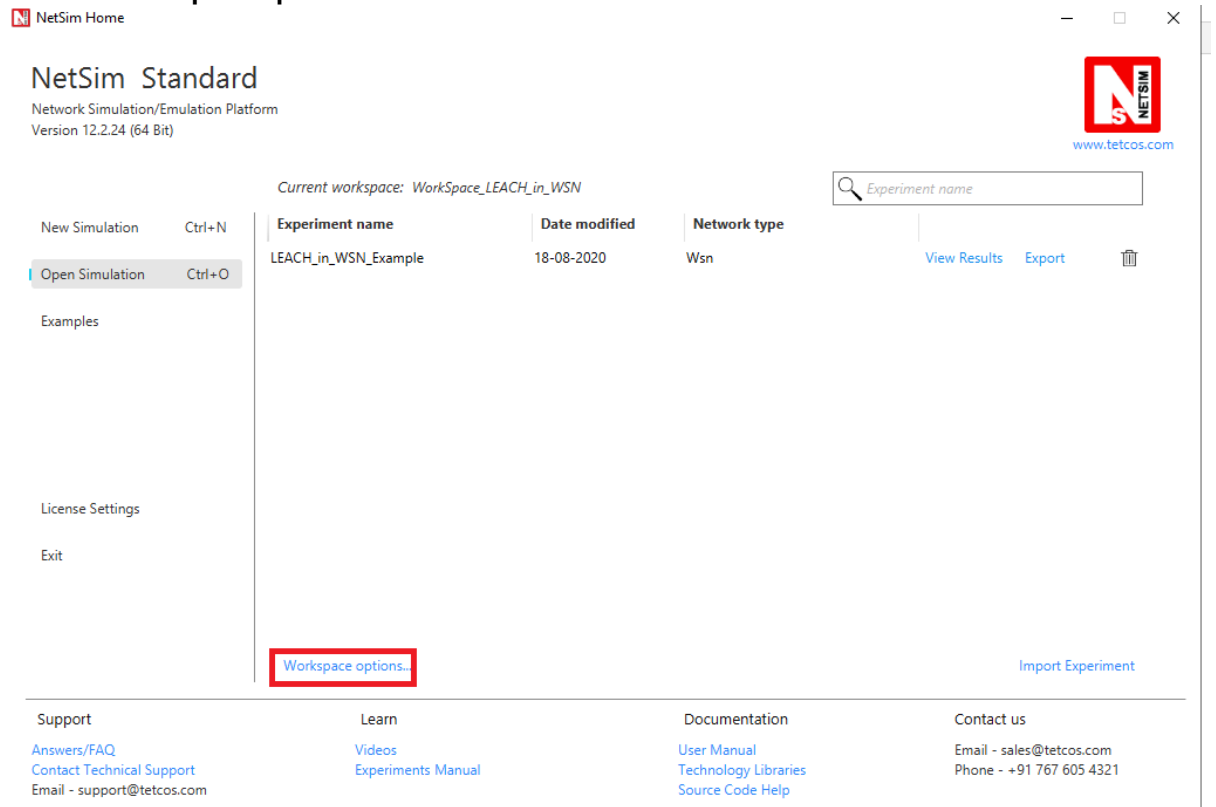 NetSim Home
NetSim Standard
Network Simulation/Emulation Platform
Version 12.2.24 (64 Bit)
NETSIM
NS
www.tetcos.com
Current workspace: WorkSpace_LEACH_in_WSN
Experiment name
New Simulation Ctrl+N
Experiment name Date modified Network type
LEACH_in_WSN_Example 18-08-2020 Wsn View Results Export
Open Simulation Ctrl+O
Examples
License Settings
Exit
Workspace options...
Import Experiment
Support Learn Documentation Contact us
Answers/FAQ Videos User Manual Email - sales@tetcos.com
Contact Technical Support Experiments Manual Technology Libraries Phone - +91 767 605 4321
Email - support@tetcos.com Source Code Help